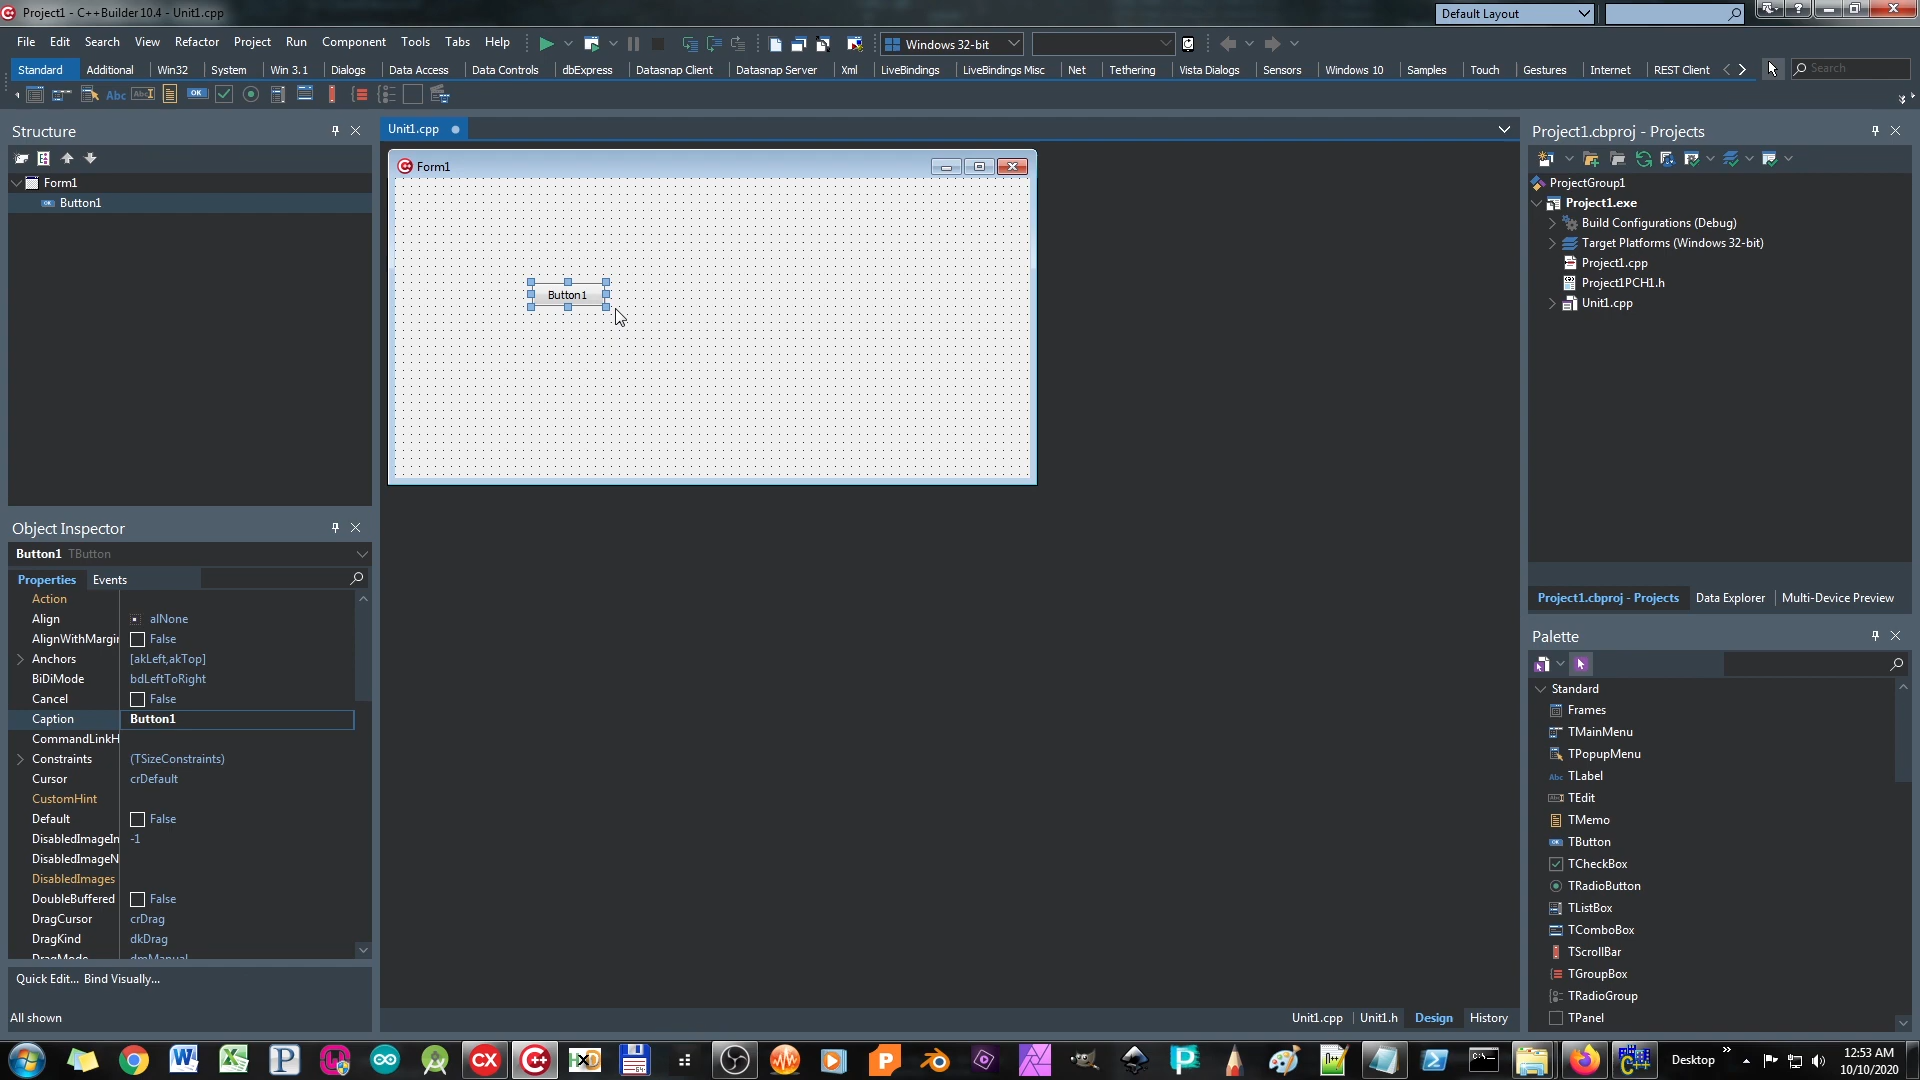 Project1 - C++Builder 10.4 - Unit1.cpp
Default Layout
File Edit Search View Refactor Project Run Component Tools Tabs Help
Windows 32-bit
Standard Additional Win32 System Win 3.1 Dialogs Data Access Data Controls dbExpress Datasnap Client Datasnap Server Xml LiveBindings LiveBindings Misc Net Tethering Vista Dialogs Sensors Windows 10 Samples Touch Gestures Internet REST Client
Search
Structure
Form1
Button1
Unit1.cpp
Form1
Button1
Object Inspector
Button1 TButton
Properties Events
Action
Align alNone
AlignWithMargin False
Anchors [akLeft,akTop]
BiDiMode bdLeftToRight
Cancel False
Caption Button1
CommandLinkH
Constraints (TSizeConstraints)
Cursor crDefault
CustomHint
Default False
DisabledImageIn -1
DisabledImageN
DisabledImages
DoubleBuffered False
DragCursor crDrag
DragKind dkDrag
DragMode dmManual
Quick Edit... Bind Visually...
All shown
Unit1.cpp Unit1.h Design History
Project1.cbproj - Projects
ProjectGroup1
Project1.exe
Build Configurations (Debug)
Target Platforms (Windows 32-bit)
Project1.cpp
Project1PCH1.h
Unit1.cpp
Project1.cbproj - Projects Data Explorer Multi-Device Preview
Palette
Standard
Frames
TMainMenu
TPopupMenu
TLabel
TEdit
TMemo
TButton
TCheckBox
TRadioButton
TListBox
TComboBox
TScrollBar
TGroupBox
TRadioGroup
TPanel
Desktop
12:53 AM
10/10/2020